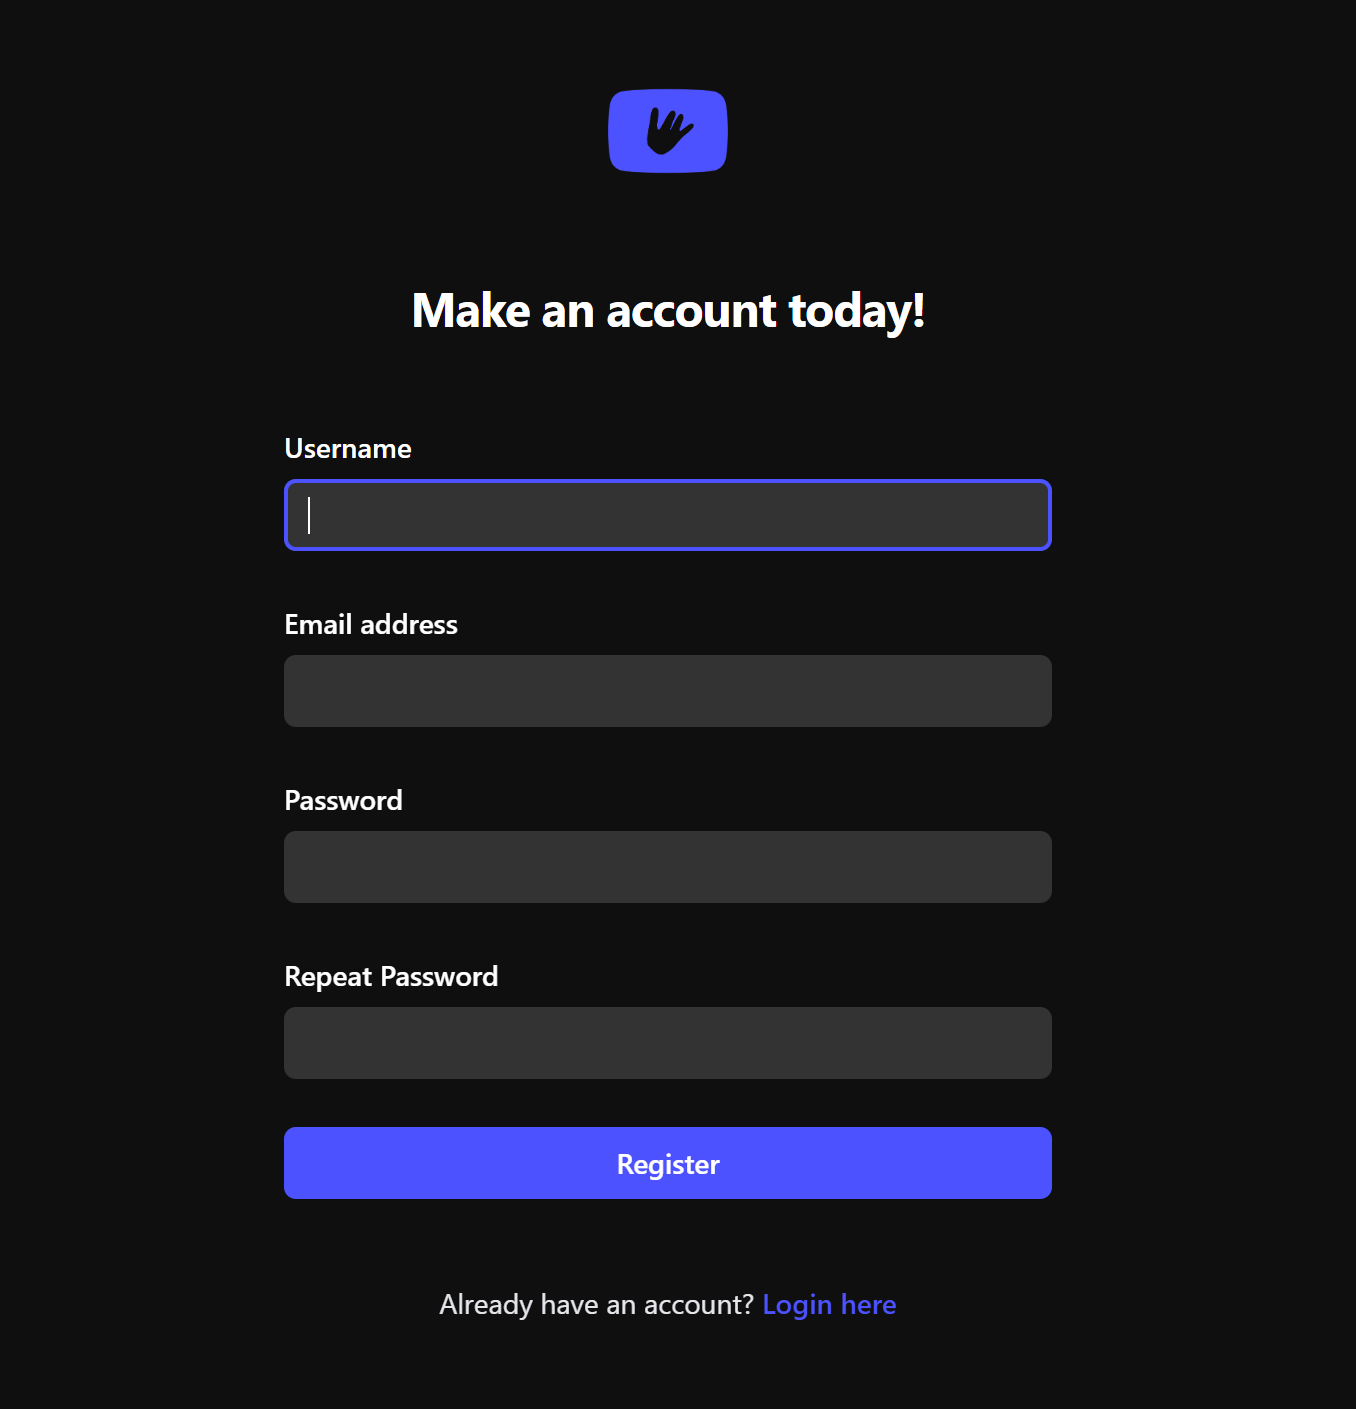 Make an account today!
Username
Email address
Password
Repeat Password
Register
Already have an account? Login here